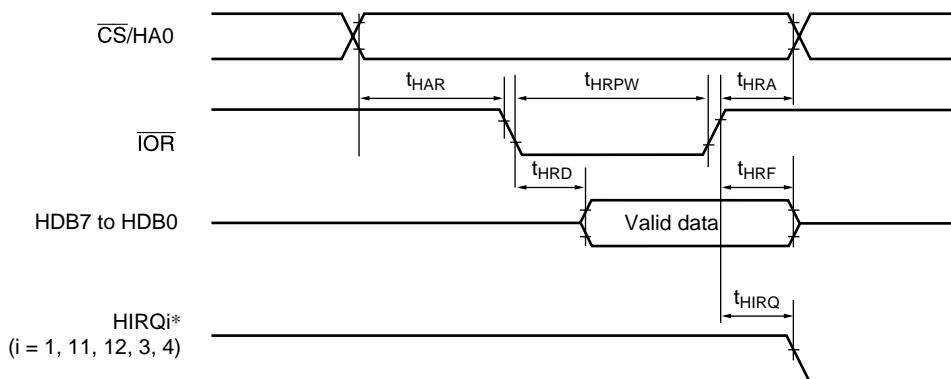 CS/HA0
tHAR
tHRPW
tHRA
IOR
tHRD
tHRF
HDB7 to HDB0
Valid data
tHIRQ
HIRQi*
(i = 1, 11, 12, 3, 4)